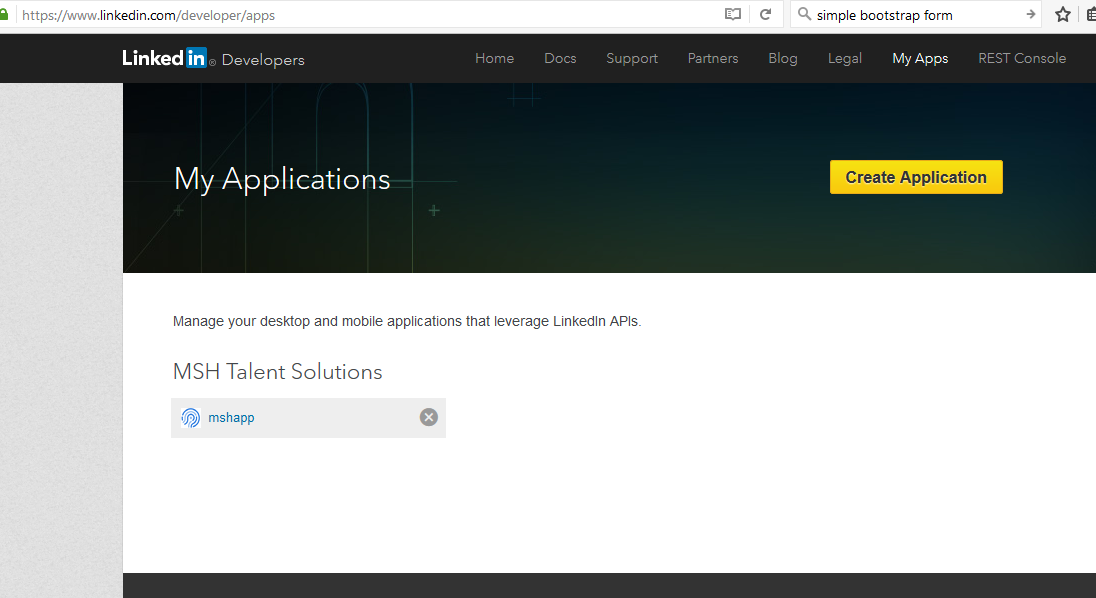 https://www.linkedin.com/developer/apps
simple bootstrap form
Linked in ® Developers
Home Docs Support Partners Blog Legal My Apps REST Console
My Applications
Create Application
Manage your desktop and mobile applications that leverage LinkedIn APIs.
MSH Talent Solutions
mshapp